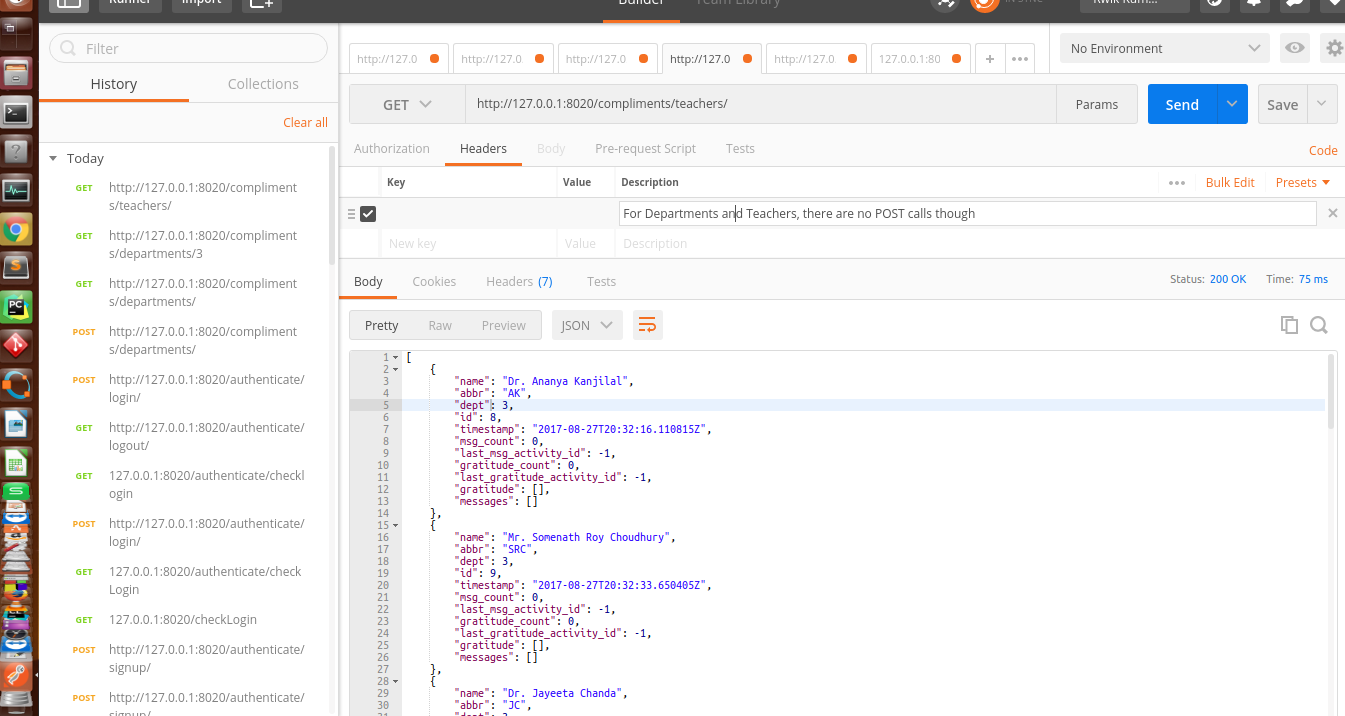 Runner
Import
Builder
Team Library
IN SYNC
Filter
History
Collections
Clear all
Today
GET http://127.0.0.1:8020/compliment
s/teachers/
GET http://127.0.0.1:8020/compliment
s/departments/3
GET http://127.0.0.1:8020/compliment
s/departments/
POST http://127.0.0.1:8020/compliment
s/departments/
POST http://127.0.0.1:8020/authenticate/
login/
GET http://127.0.0.1:8020/authenticate/
logout/
GET 127.0.0.1:8020/authenticate/checkl
ogin
POST http://127.0.0.1:8020/authenticate/
login/
GET 127.0.0.1:8020/authenticate/check
Login
GET 127.0.0.1:8020/checkLogin
POST http://127.0.0.1:8020/authenticate/
signup/
POST http://127.0.0.1:8020/authenticate/
signup/
http://127.0 http://127.0 http://127.0 http://127.0 http://127.0 127.0.0.1:80 + •••
No Environment
GET http://127.0.0.1:8020/compliments/teachers/ Params Send Save
Authorization Headers Body Pre-request Script Tests Code
Key Value Description ••• Bulk Edit Presets
For Departments and Teachers, there are no POST calls though
New key Value Description
Body Cookies Headers (7) Tests Status: 200 OK Time: 75 ms
Pretty Raw Preview JSON
1 [
2 {
3 "name": "Dr. Ananya Kanjilal",
4 "abbr": "AK",
5 "dept": 3,
6 "id": 8,
7 "timestamp": "2017-08-27T20:32:16.110815Z",
8 "msg_count": 0,
9 "last_msg_activity_id": -1,
10 "gratitude_count": 0,
11 "last_gratitude_activity_id": -1,
12 "gratitude": [],
13 "messages": []
14 },
15 {
16 "name": "Mr. Somenath Roy Choudhury",
17 "abbr": "SRC",
18 "dept": 3,
19 "id": 9,
20 "timestamp": "2017-08-27T20:32:33.650405Z",
21 "msg_count": 0,
22 "last_msg_activity_id": -1,
23 "gratitude_count": 0,
24 "last_gratitude_activity_id": -1,
25 "gratitude": [],
26 "messages": []
27 },
28 {
29 "name": "Dr. Jayeeta Chanda",
30 "abbr": "JC",